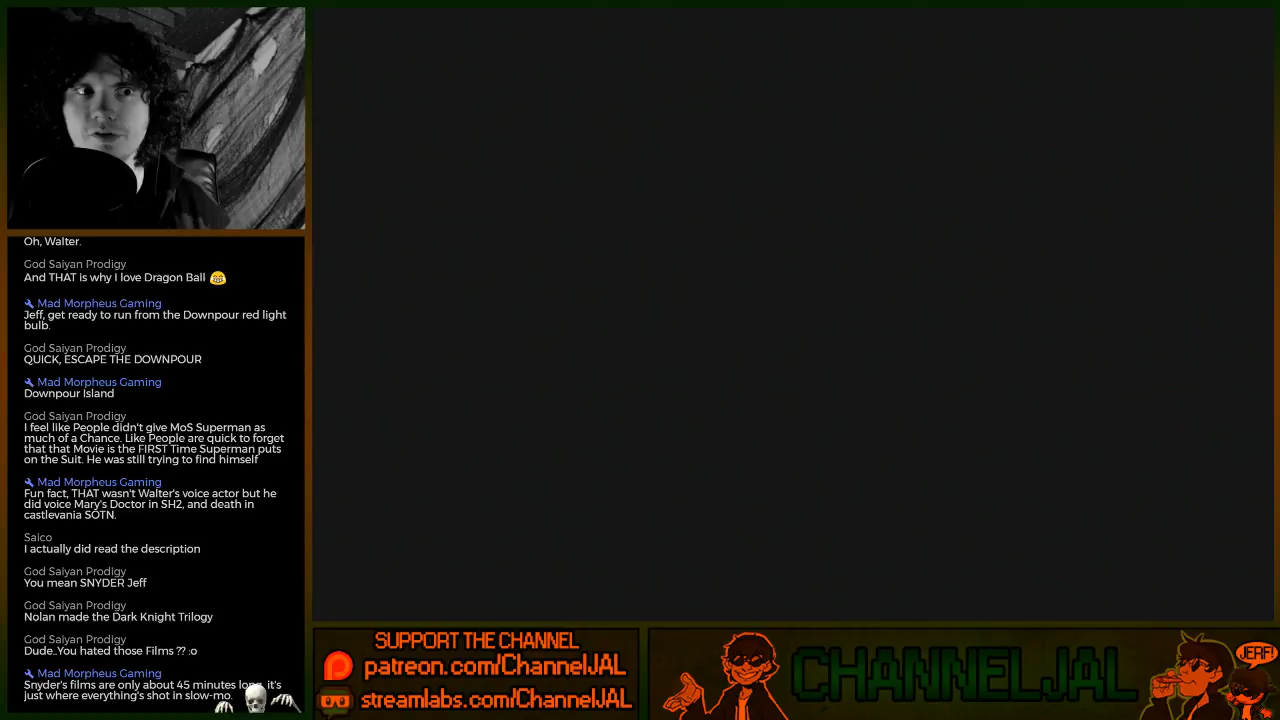 Oh, Walter.
God Saiyan Prodigy
And THAT is why I love Dragon Ball
Mad Morpheus Gaming
Jeff, get ready to run from the Downpour red light
bulb.
God Saiyan Prodigy
QUICK, ESCAPE THE DOWNPOUR
Mad Morpheus Gaming
Downpour Island
God Saiyan Prodigy
I feel like People didn't give MoS Superman as
much of a Chance. Like People are quick to forget
that that Movie is the FIRST Time Superman puts
on the Suit. He was still trying to find himself
Mad Morpheus Gaming
Fun fact, THAT wasn't Walter's voice actor but he
did voice Mary's Doctor in SH2, and death in
castlevania SOTN.
Saico
I actually did read the description
God Saiyan Prodigy
You mean SNYDER Jeff
God Saiyan Prodigy
Nolan made the Dark Knight Trilogy
God Saiyan Prodigy
Dude..You hated those Films ?? :o
Mad Morpheus Gaming
Snyder's films are only about 45 minutes long, it's
just where everything's shot in slow-mo.
SUPPORT THE CHANNEL
patreon.com/ChannelJAL
streamlabs.com/ChannelJAL
CHANNELJAL
JERF!